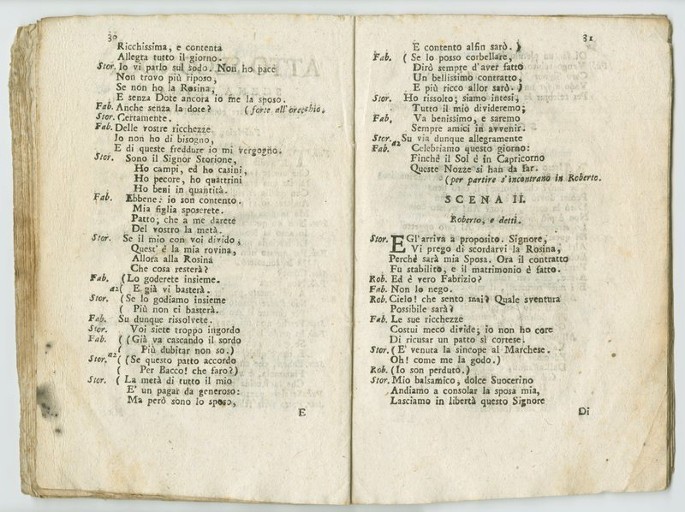 30
Ricchissima, e contenta
Allegra tutto il giorno.
Stor. Io vi parlo sul sodo. Non ho pace
Non trovo più riposo,
Se non ho la Rosina,
E senza Dote ancora io me la sposo.
Fab. Anche senza la dote? (forte all'orecchio.
Stor. Certamente.
Fab. Delle vostre ricchezze
Io non ho di bisogno,
E di queste freddure io mi vergogno.
Stor. Sono il Signor Storione,
Ho campi, ed ho casini,
Ho pecore, ho quattrini
Ho beni in quantità.
Fab. Ebbene: io son contento.
Mia figlia sposerete.
Patto; che a me darete
Del vostro la metà.
Stor. Se il mio con voi divido;
Quest' è la mia rovina,
Allora alla Rosina
Che cosa resterà?
Fab. (Lo goderete insieme.
a2 ( E già vi basterà.
Stor. (Se lo godiamo insieme
( Più non ci basterà.
Fab. Su dunque rissolvete.
Stor. Voi siete troppo ingordo
Fab. ((Già va cascando il sordo
( Più dubitar non so.)
Stor. a2 ((Se questo patto accordo
( Per Bacco! che farò?)
Stor. ( La metà di tutto il mio
E' un pagar da generoso:
Ma però sono lo sposo,
E
31
E contento alfin sarò. )
Fab. (Se lo posso corbellare,
Dirò sempre d'aver fatto
Un bellissimo contratto,
E più ricco allor sarò. )
Stor. Ho rissolto; siamo intesi,
Tutto il mio divideremo;
Fab. Va benissimo, e saremo
Sempre amici in avvenir.
Stor. Su via dunque allegramente
Fab. a2 Celebriamo questo giorno:
Finchè il Sol è in Capricorno
Queste Nozze si han da far.
(per partire s'incontrano in Roberto.
SCENA II.
Roberto, e detti.
Stor. EGl'arriva a proposito. Signore,
Vi prego di scordarvi la Rosina,
Perchè sarà mia Sposa. Ora il contratto
Fu stabilito, e il matrimonio è fatto.
Rob. Ed è vero Fabrizio?
Fab. Non lo nego.
Rob. Cielo! che sento mai? Quale sventura
Possibile sarà?
Fab. Le sue ricchezze
Costui meco divide; io non ho core
Di ricusar un patto sì cortese.
Stor. (E' venuta la sincope al Marchese.
Oh! come me la godo.)
Rob. (Io son perduto.)
Stor. Mio balsamico, dolce Suocerino
Andiamo a consolar la sposa mia,
Lasciamo in libertà questo Signore
Di